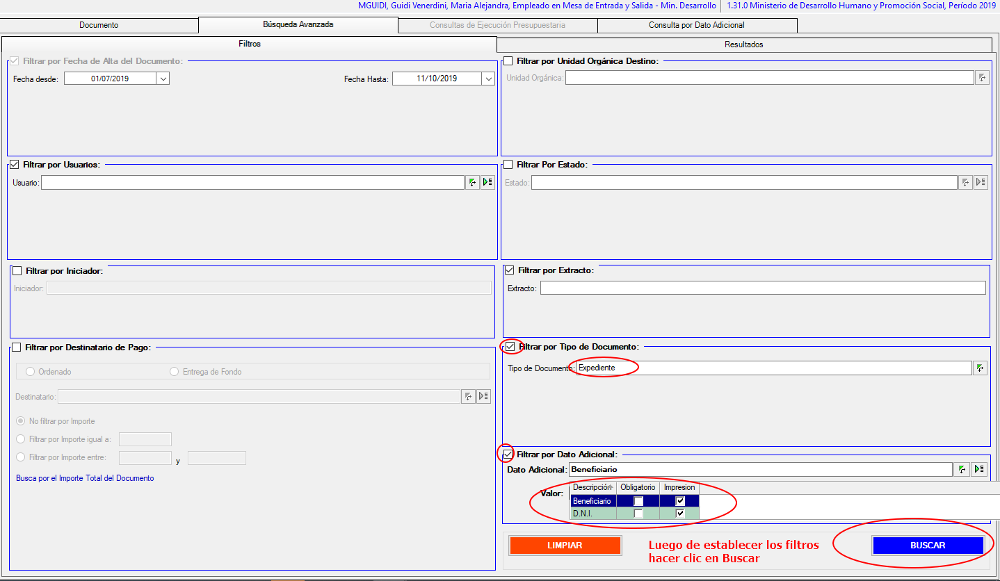 MGUIDI, Guidi Venerdini, Maria Alejandra, Empleado en Mesa de Entrada y Salida - Min. Desarrollo 1.31.0 Ministerio de Desarrollo Humano y Promoción Social, Período 2019
Documento Búsqueda Avanzada Consultas de Ejecución Presupuestaria Consulta por Dato Adicional
Filtros Resultados
Filtrar por Fecha de Alta del Documento:
Fecha desde: 01/07/2019 Fecha Hasta: 11/10/2019
Filtrar por Unidad Orgánica Destino:
Unidad Orgánica:
Filtrar por Usuarios:
Usuario:
Filtrar Por Estado:
Estado:
Filtrar por Iniciador:
Iniciador:
Filtrar por Extracto:
Extracto:
Filtrar por Destinatario de Pago:
Ordenado Entrega de Fondo
Destinatario:
No filtrar por Importe
Filtrar por Importe igual a:
Filtrar por Importe entre: y
Busca por el Importe Total del Documento
Filtrar por Tipo de Documento:
Tipo de Documento: Expediente
Filtrar por Dato Adicional:
Dato Adicional: Beneficiario
Valor:
Descripción Obligatorio Impresion
Beneficiario
D.N.I.
LIMPIAR
Luego de establecer los filtros
hacer clic en Buscar
BUSCAR